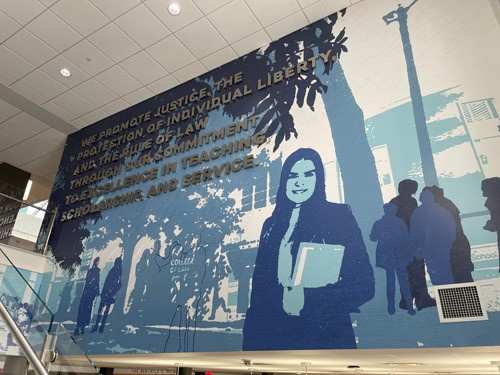 WE PROMOTE JUSTICE, THE
PROTECTION OF INDIVIDUAL LIBERTY,
AND THE RULE OF LAW
THROUGH OUR COMMITMENT
TO EXCELLENCE IN TEACHING,
SCHOLARSHIP, AND SERVICE.
COLLEGE
OF LAW